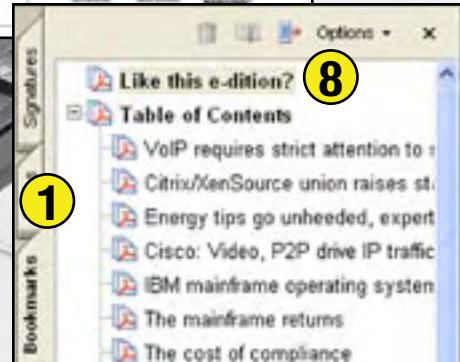 Options
Signatures
Like this e-dition?
8
Table of Contents
VoIP requires strict attention to
Citrix/XenSource union raises
1
Energy tips go unheeded, expert
Cisco: Video, P2P drive IP traffic
Bookmarks
IBM mainframe operating system
The mainframe returns
The cost of compliance